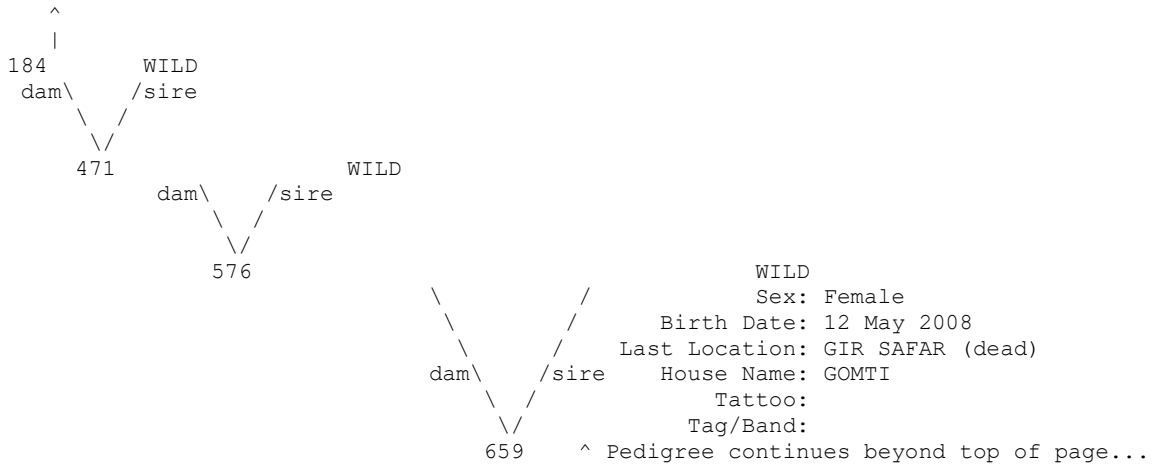 ^
|
184 WILD
dam\ /sire
\ /
\/
471 WILD
dam\ /sire
\ /
\/
576 WILD
\ / Sex: Female
\ / Birth Date: 12 May 2008
\ / Last Location: GIR SAFAR (dead)
dam\ /sire House Name: GOMTI
\ / Tattoo:
\/ Tag/Band:
659 ^ Pedigree continues beyond top of page...